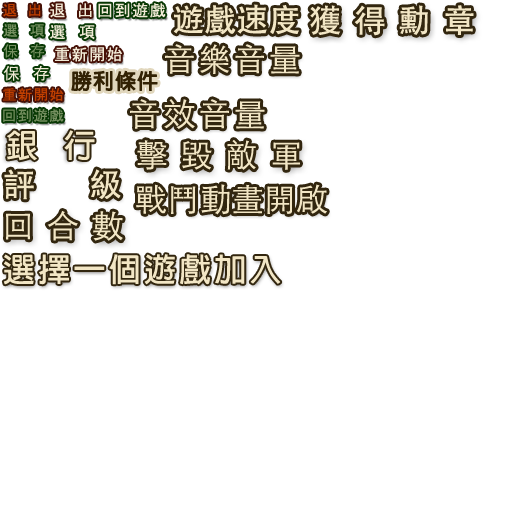 退 出 退 出 回到遊戲
遊戲速度 獲 得 勳 章
選 項 選 項
保 存 重新開始 音樂音量
保 存 勝利條件
重新開始
回到遊戲 音效音量
銀 行 擊 毀 敵 軍
評 級 戰鬥動畫開啟
回 合 數
選擇一個遊戲加入